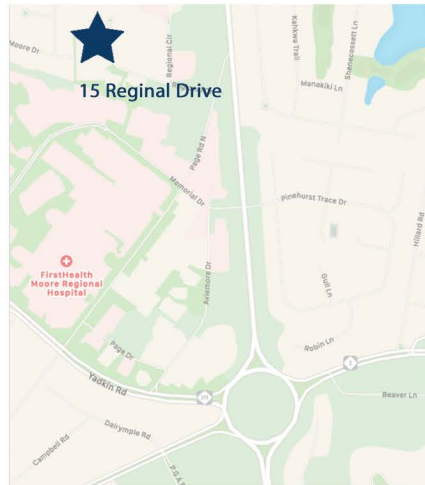 Moore Dr
Regional Cir
Kahkwa Trail
Shenecossett Ln
15 Reginal Drive
Manakiki Ln
Page Rd N
Memorial Dr
Pinehurst Trace Dr
Hillard Rd
FirstHealth
Moore Regional
Hospital
Aviemore Dr
Gull Ln
Robin Ln
Page Dr
Yadkin Rd
Beaver Ln
Dalrymple Rd
Campbell Rd